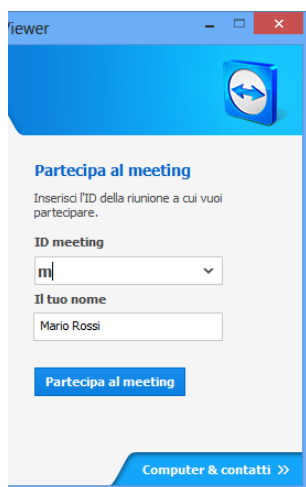 iewer
Partecipa al meeting
Inserisci l'ID della riunione a cui vuoi
partecipare.
ID meeting
m
Il tuo nome
Mario Rossi
Partecipa al meeting
Computer & contatti »